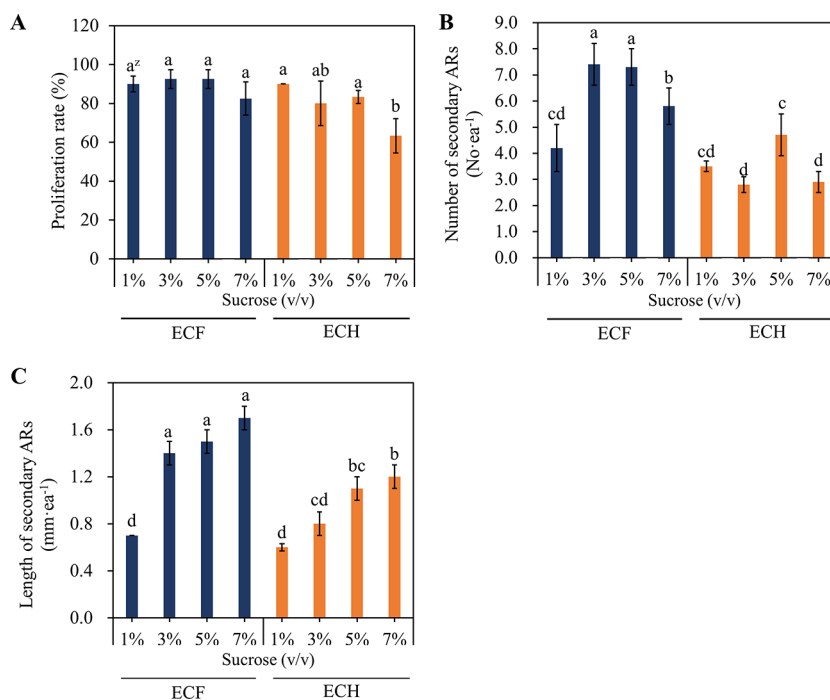 A
Proliferation rate (%)
120
100
80
60
40
20
0
aᶻ a a a a ab a b
1% 3% 5% 7% 1% 3% 5% 7%
Sucrose (v/v)
ECF ECH
B
Number of secondary ARs
(No·ea⁻¹)
9.0
8.0
7.0
6.0
5.0
4.0
3.0
2.0
1.0
0.0
cd a a b cd d c d
1% 3% 5% 7% 1% 3% 5% 7%
Sucrose (v/v)
ECF ECH
C
Length of secondary ARs
(mm·ea⁻¹)
2.0
1.6
1.2
0.8
0.4
0.0
d a a a d cd bc b
1% 3% 5% 7% 1% 3% 5% 7%
Sucrose (v/v)
ECF ECH